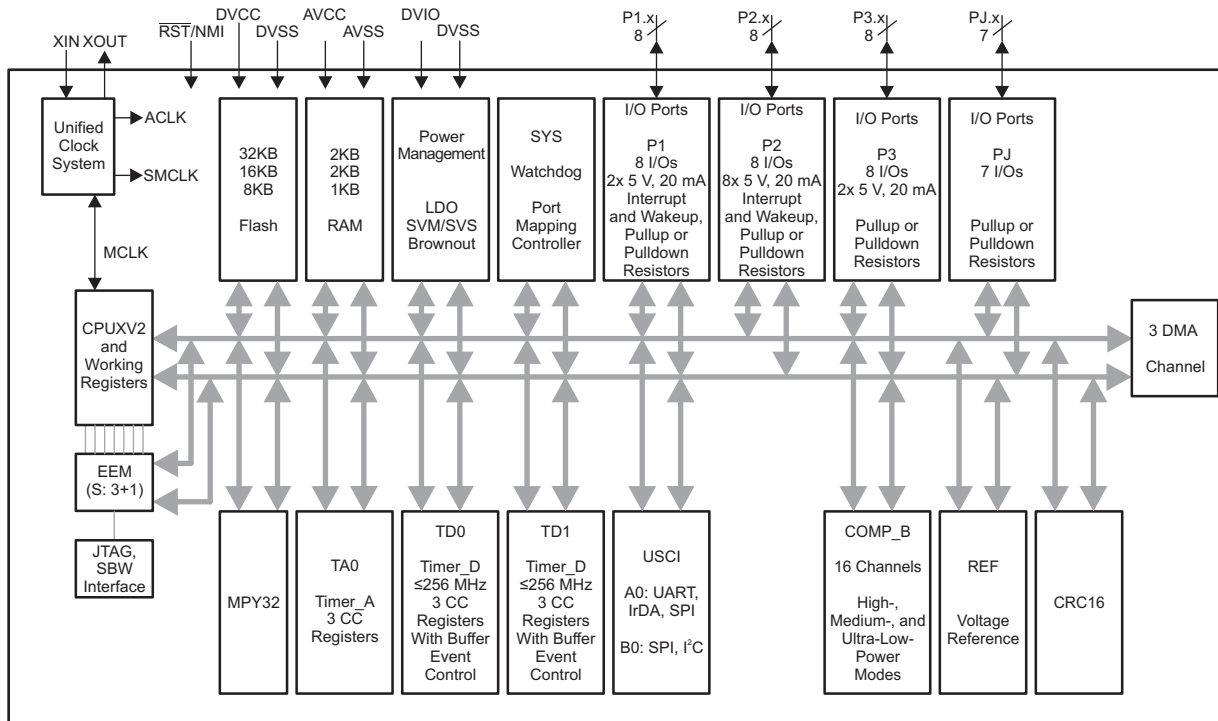 DVCC
AVCC
DVIO
P1.x
P2.x
P3.x
PJ.x
XIN
XOUT
RST/NMI
DVSS
AVSS
DVSS
8
8
8
7
Unified
Clock
System
ACLK
SMCLK
MCLK
32KB
16KB
8KB
Flash
2KB
2KB
1KB
RAM
Power
Management
LDO
SVM/SVS
Brownout
SYS
Watchdog
Port
Mapping
Controller
I/O Ports
P1
8 I/Os
2x 5 V, 20 mA
Interrupt
and Wakeup,
Pullup or
Pulldown
Resistors
I/O Ports
P2
8 I/Os
8x 5 V, 20 mA
Interrupt
and Wakeup,
Pullup or
Pulldown
Resistors
I/O Ports
P3
8 I/Os
2x 5 V, 20 mA
Pullup or
Pulldown
Resistors
I/O Ports
PJ
7 I/Os
Pullup or
Pulldown
Resistors
CPUXV2
and
Working
Registers
3 DMA
Channel
EEM
(S: 3+1)
JTAG,
SBW
Interface
MPY32
TA0
Timer_A
3 CC
Registers
TD0
Timer_D
≤256 MHz
3 CC
Registers
With Buffer
Event
Control
TD1
Timer_D
≤256 MHz
3 CC
Registers
With Buffer
Event
Control
USCI
A0: UART,
IrDA, SPI
B0: SPI, I²C
COMP_B
16 Channels
High-,
Medium-, and
Ultra-Low-
Power
Modes
REF
Voltage
Reference
CRC16